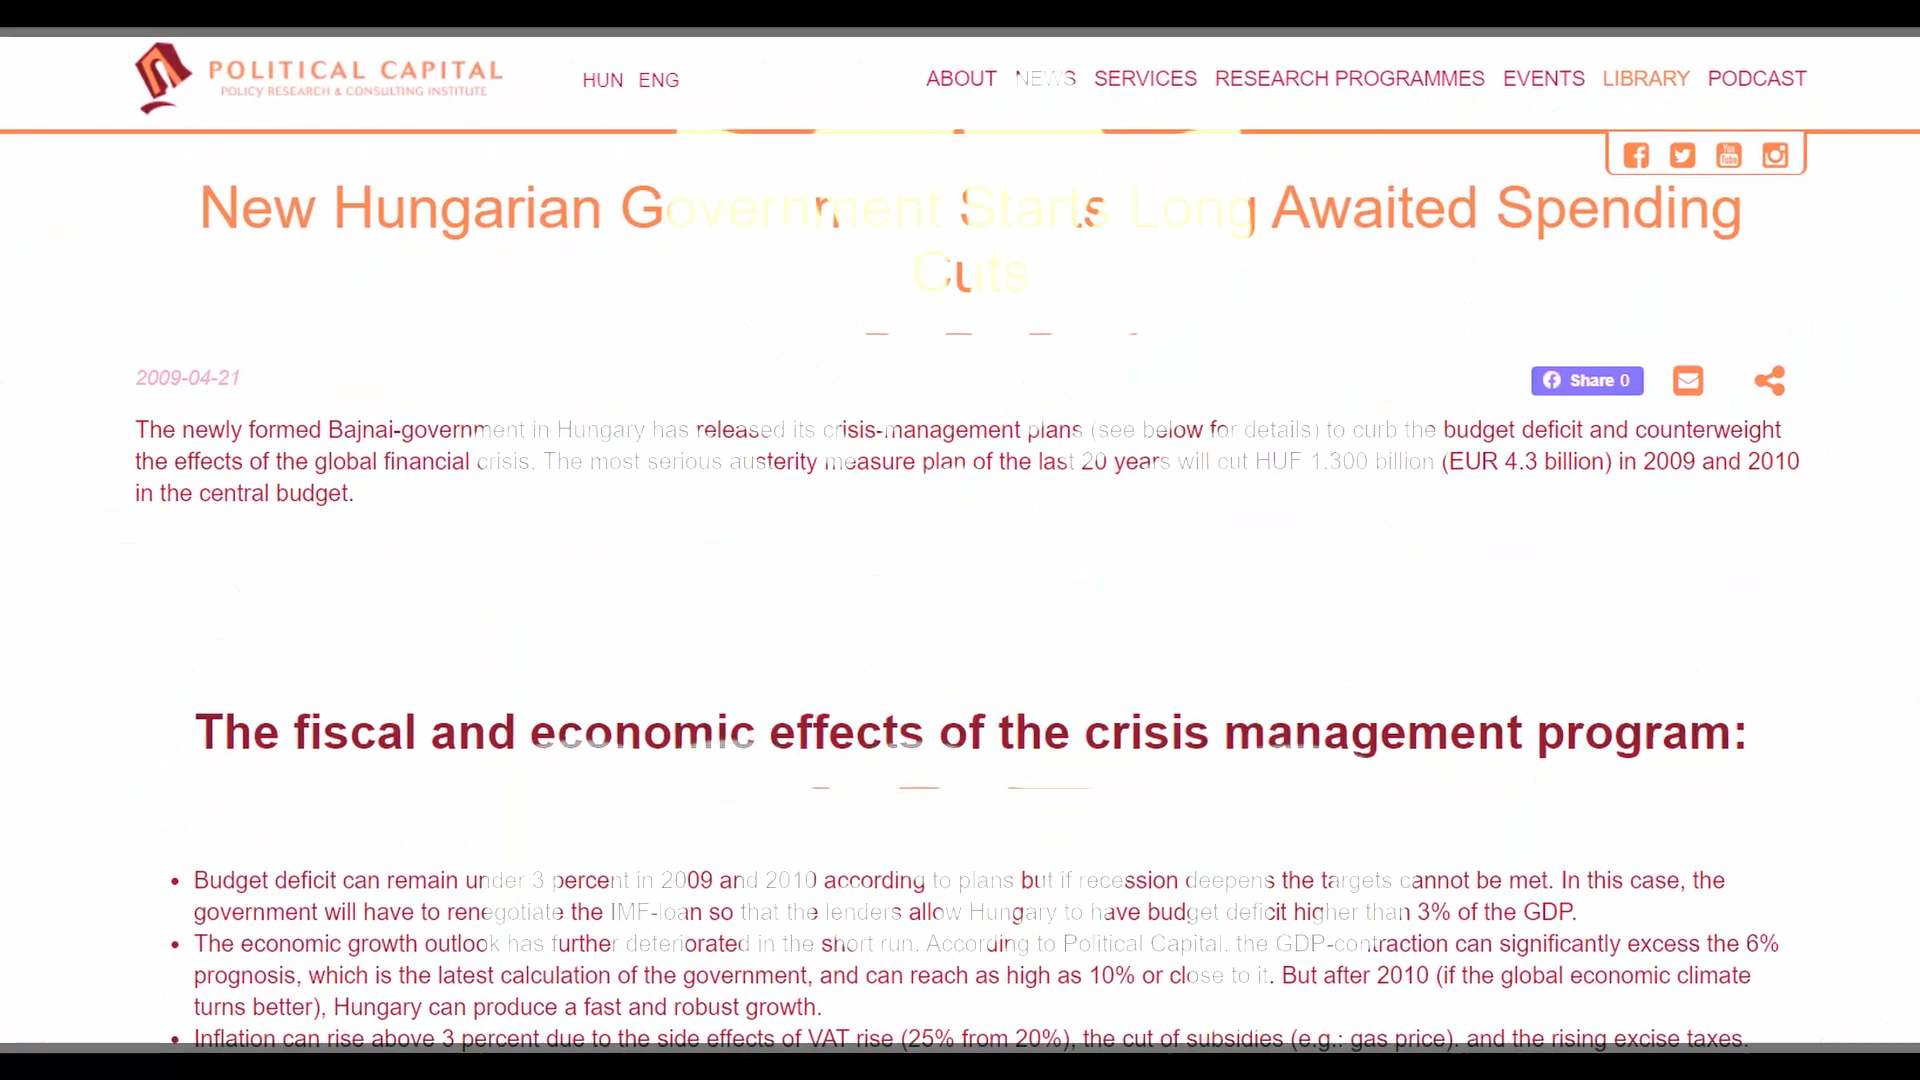 POLITICAL CAPITAL
POLICY RESEARCH & CONSULTING INSTITUTE
HUN ENG
ABOUT NEWS SERVICES RESEARCH PROGRAMMES EVENTS LIBRARY PODCAST
New Hungarian Government Starts Long Awaited Spending
Cuts
2009-04-21
Share 0
The newly formed Bajnai-government in Hungary has released its crisis-management plans (see below for details) to curb the budget deficit and counterweight
the effects of the global financial crisis. The most serious austerity measure plan of the last 20 years will cut HUF 1.300 billion (EUR 4.3 billion) in 2009 and 2010
in the central budget.
The fiscal and economic effects of the crisis management program:
• Budget deficit can remain under 3 percent in 2009 and 2010 according to plans but if recession deepens the targets cannot be met. In this case, the
government will have to renegotiate the IMF-loan so that the lenders allow Hungary to have budget deficit higher than 3% of the GDP.
• The economic growth outlook has further deteriorated in the short run. According to Political Capital, the GDP-contraction can significantly excess the 6%
prognosis, which is the latest calculation of the government, and can reach as high as 10% or close to it. But after 2010 (if the global economic climate
turns better), Hungary can produce a fast and robust growth.
• Inflation can rise above 3 percent due to the side effects of VAT rise (25% from 20%), the cut of subsidies (e.g.: gas price), and the rising excise taxes.